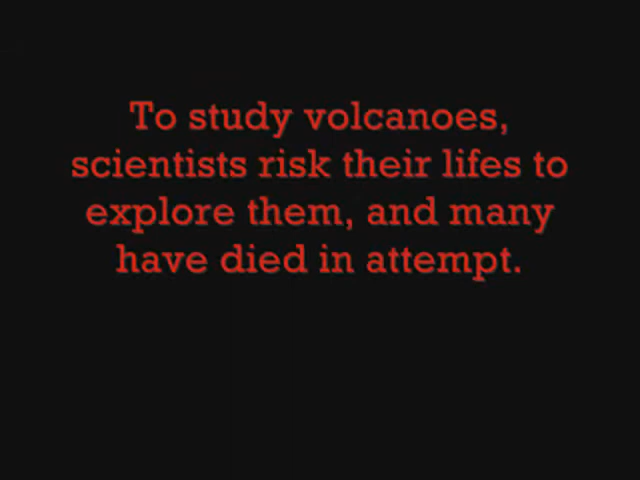 To study volcanoes,
scientists risk their lifes to
explore them, and many
have died in attempt.